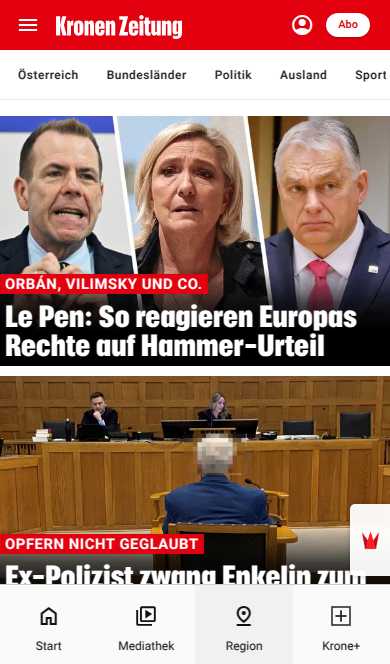 Kronen Zeitung
Abo
Österreich Bundesländer Politik Ausland Sport
ORBÁN, VILIMSKY UND CO.
Le Pen: So reagieren Europas
Rechte auf Hammer-Urteil
OPFERN NICHT GEGLAUBT
Ex-Polizist zwang Enkelin zum
Start Mediathek Region Krone+